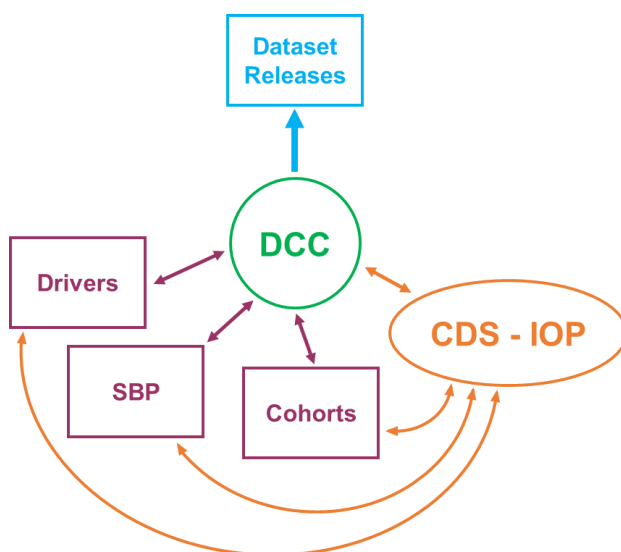 Dataset
Releases
DCC
Drivers
CDS - IOP
SBP
Cohorts